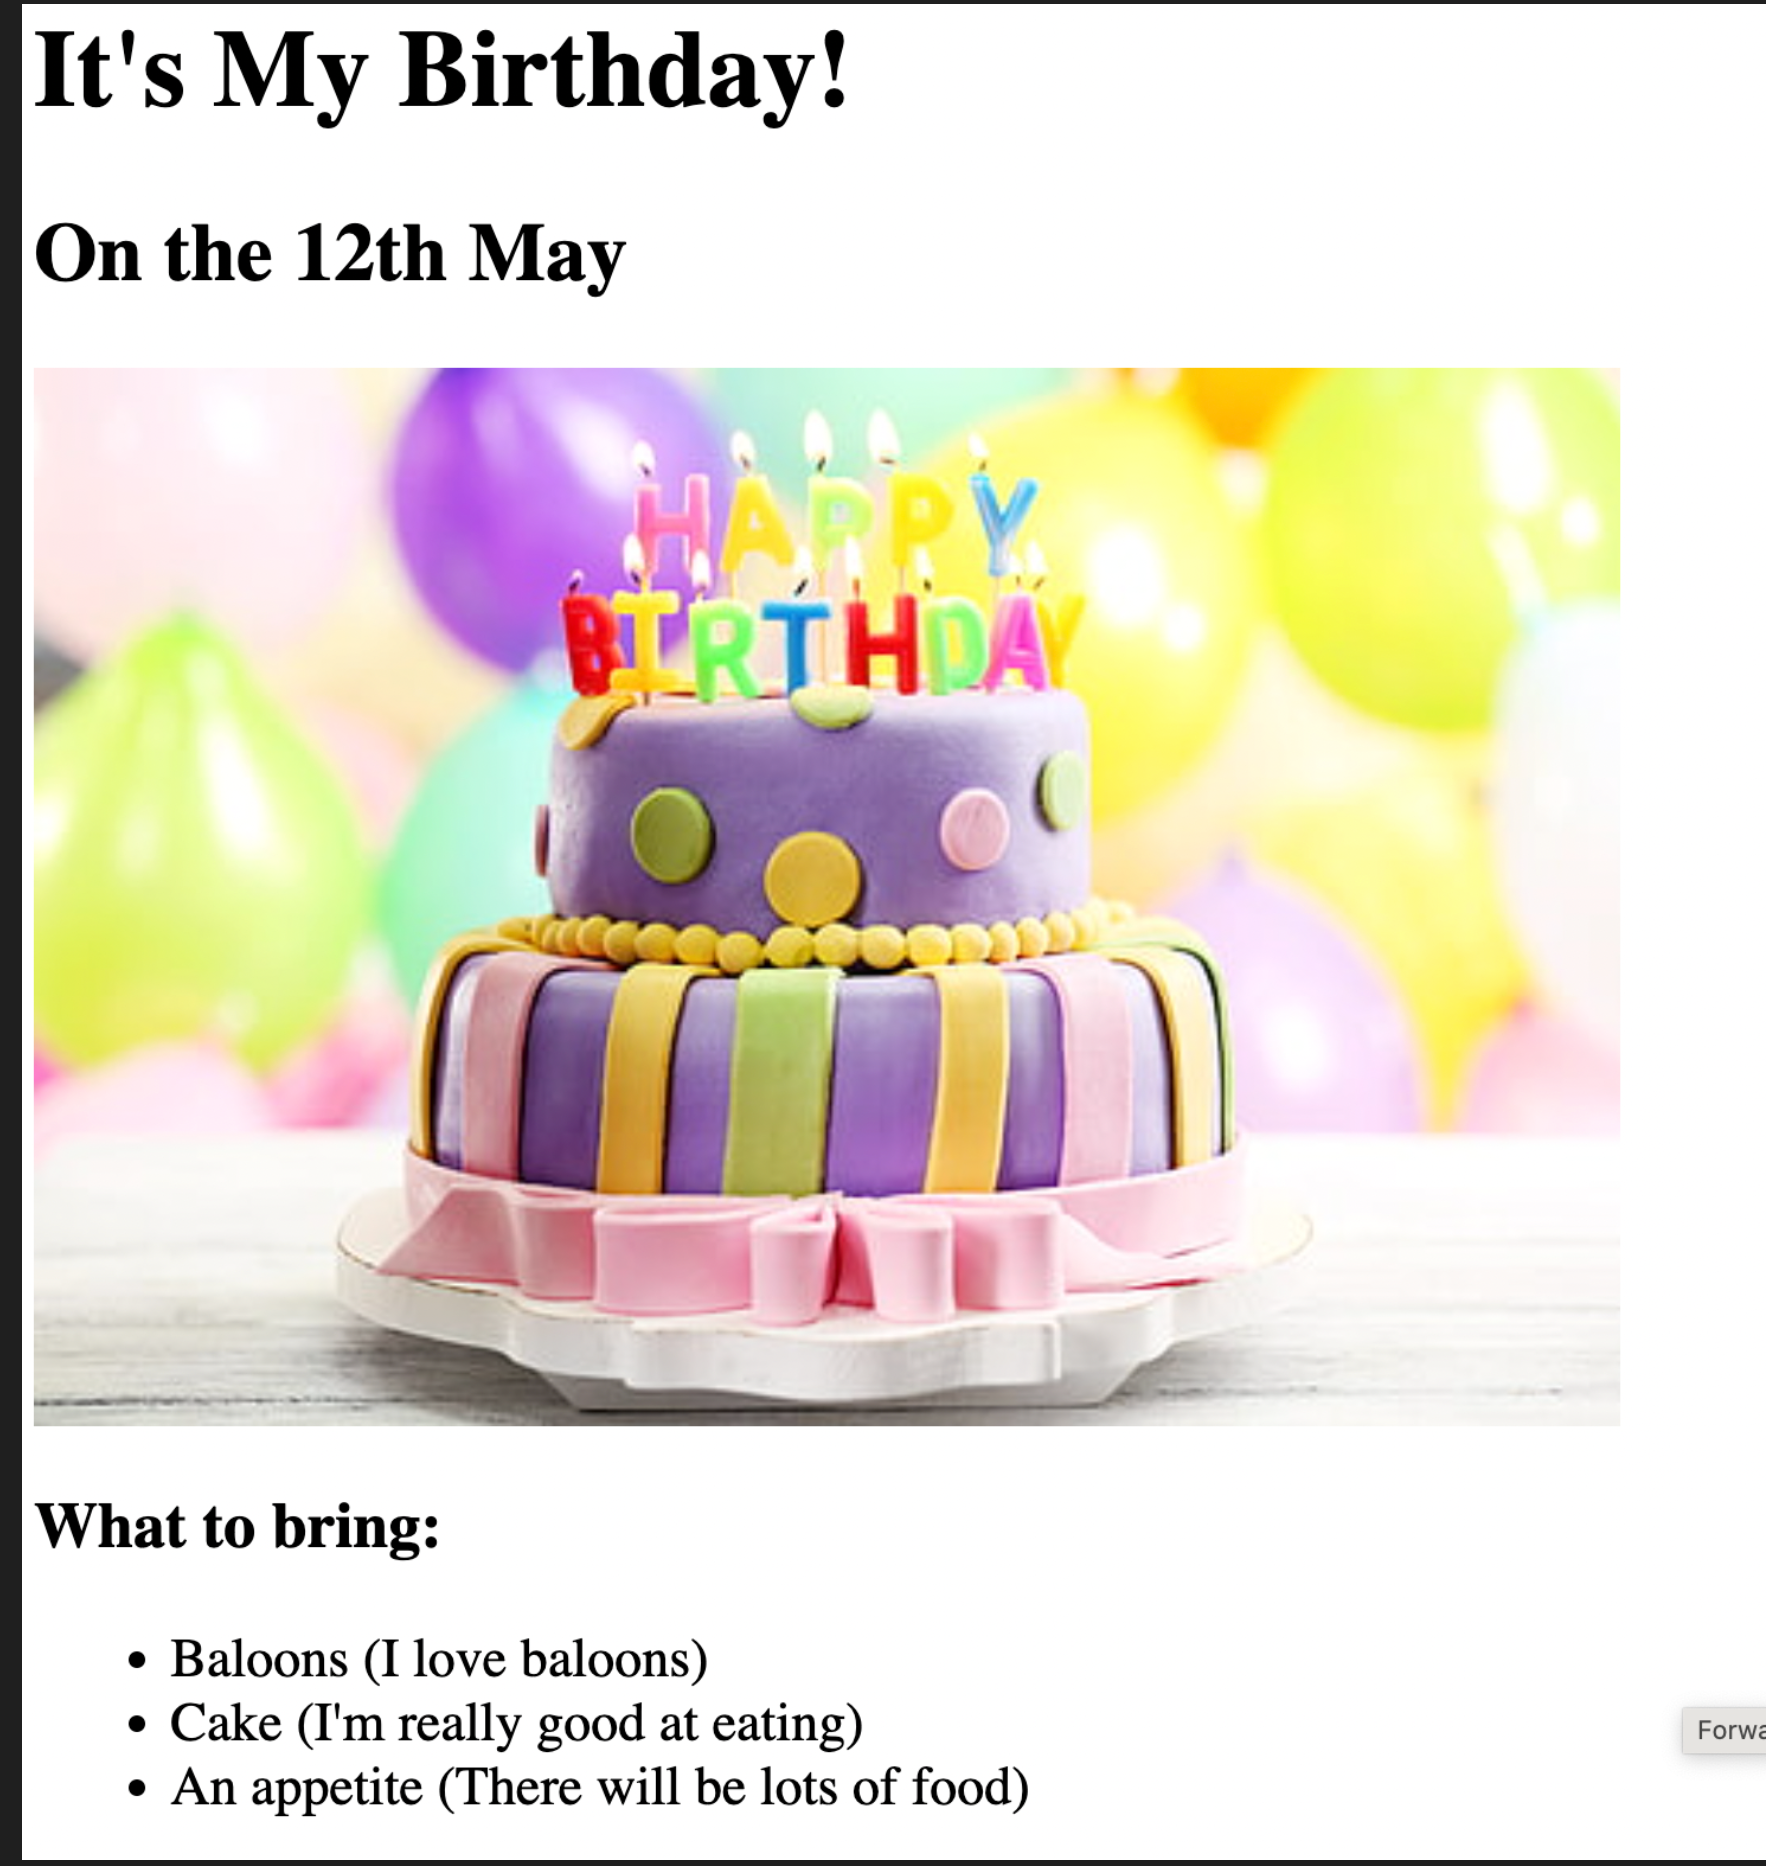 It's My Birthday!
On the 12th May
HAPPY
BIRTHDAY
What to bring:
Baloons (I love baloons)
Cake (I'm really good at eating)
An appetite (There will be lots of food)
Forwa